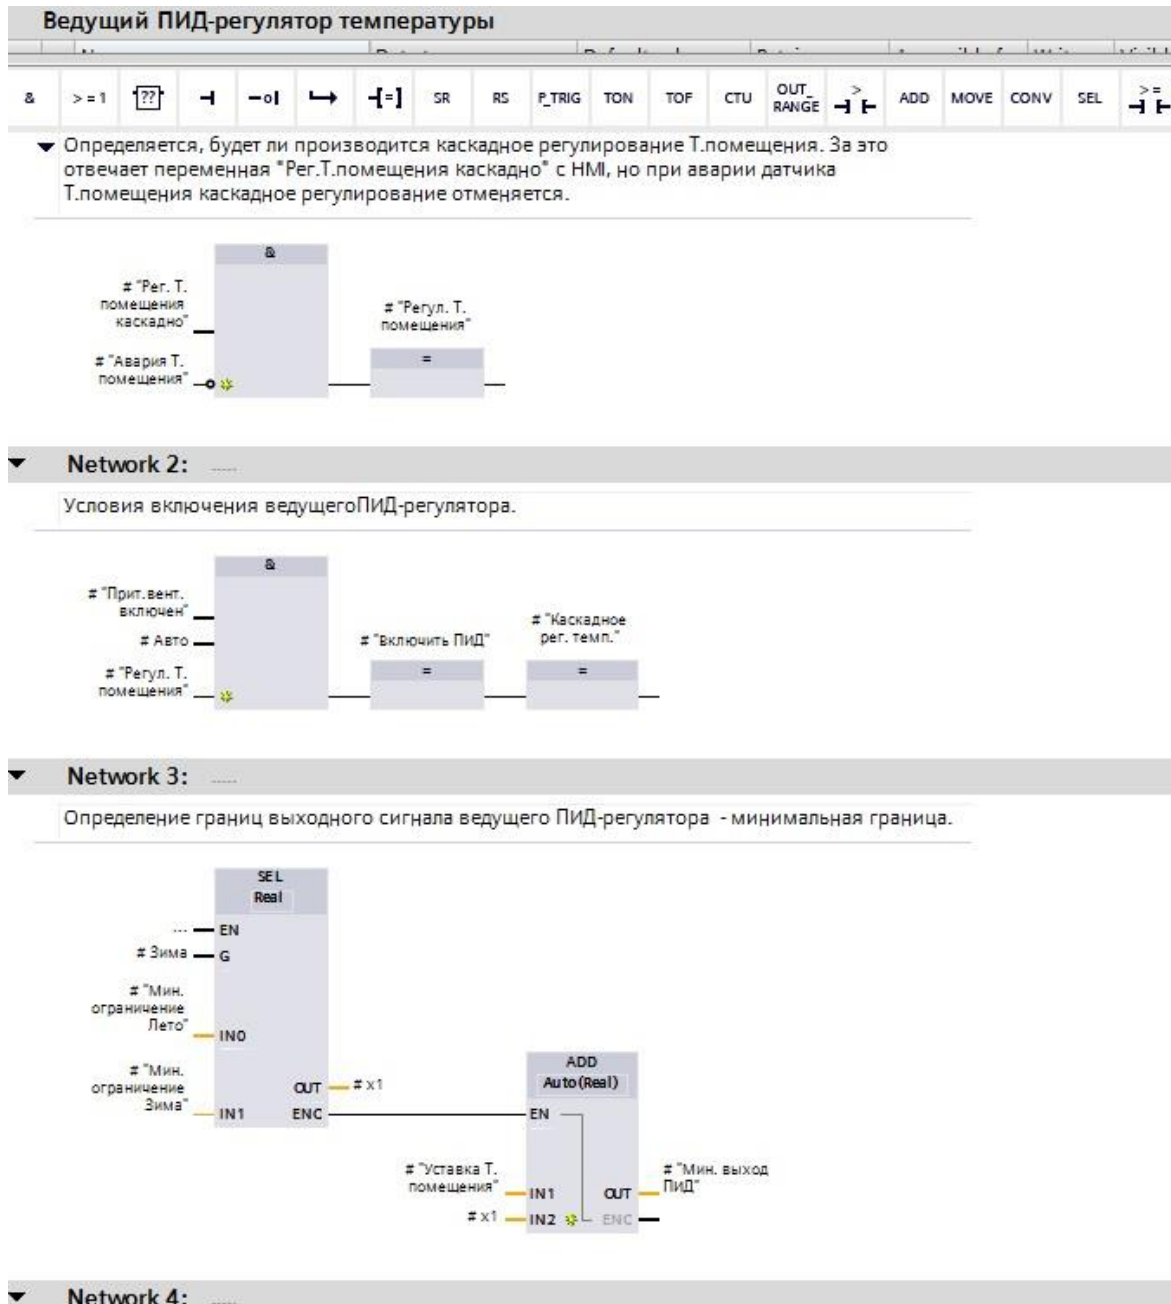 Ведущий ПИД-регулятор температуры
& >=1 ?? SR RS P_TRIG TON TOF CTU OUT_RANGE > ADD MOVE CONV SEL >=
Определяется, будет ли производится каскадное регулирование Т.помещения. За это
отвечает переменная "Рег.Т.помещения каскадно" с HMI, но при аварии датчика
Т.помещения каскадное регулирование отменяется.
&
# "Рег. Т.
помещения
каскадно"
# "Регул. Т.
помещения"
=
# "Авария Т.
помещения"
Network 2: .....
Условия включения ведущегоПИД-регулятора.
&
# "Прит.вент.
включен"
# Авто
# "Регул. Т.
помещения"
# "Включить ПИД"
=
# "Каскадное
рег. темп."
=
Network 3: .....
Определение границ выходного сигнала ведущего ПИД-регулятора - минимальная граница.
SEL
Real
... EN
# Зима G
# "Мин.
ограничение
Лето"
IN0
# "Мин.
ограничение
Зима"
IN1
OUT # x1
ENC
ADD
Auto (Real)
EN
# "Уставка Т.
помещения"
IN1
# x1 IN2
OUT
# "Мин. выход
ПИД"
ENC
Network 4: .....